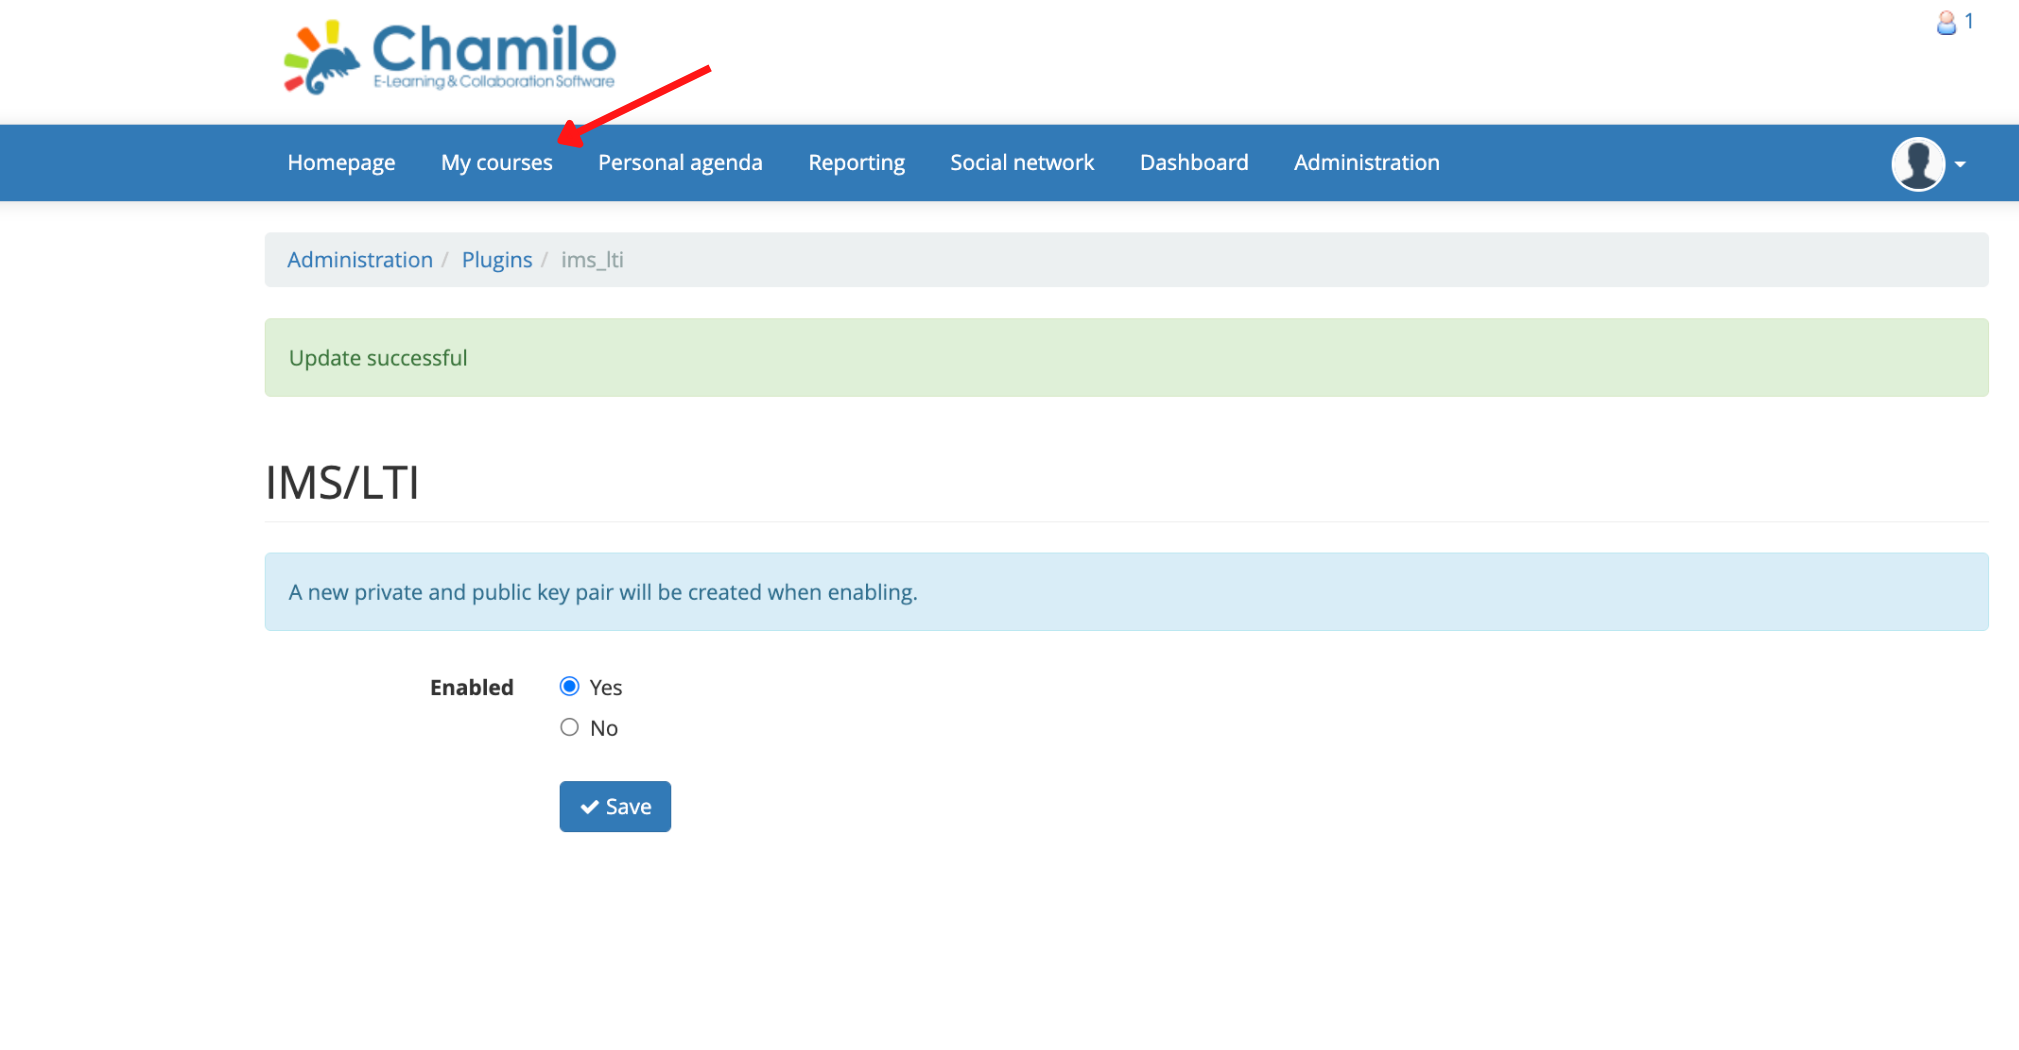 Chamilo
E-Learning & Collaboration Software
1
Homepage My courses Personal agenda Reporting Social network Dashboard Administration
Administration / Plugins / ims_lti
Update successful
IMS/LTI
A new private and public key pair will be created when enabling.
Enabled Yes
No
Save